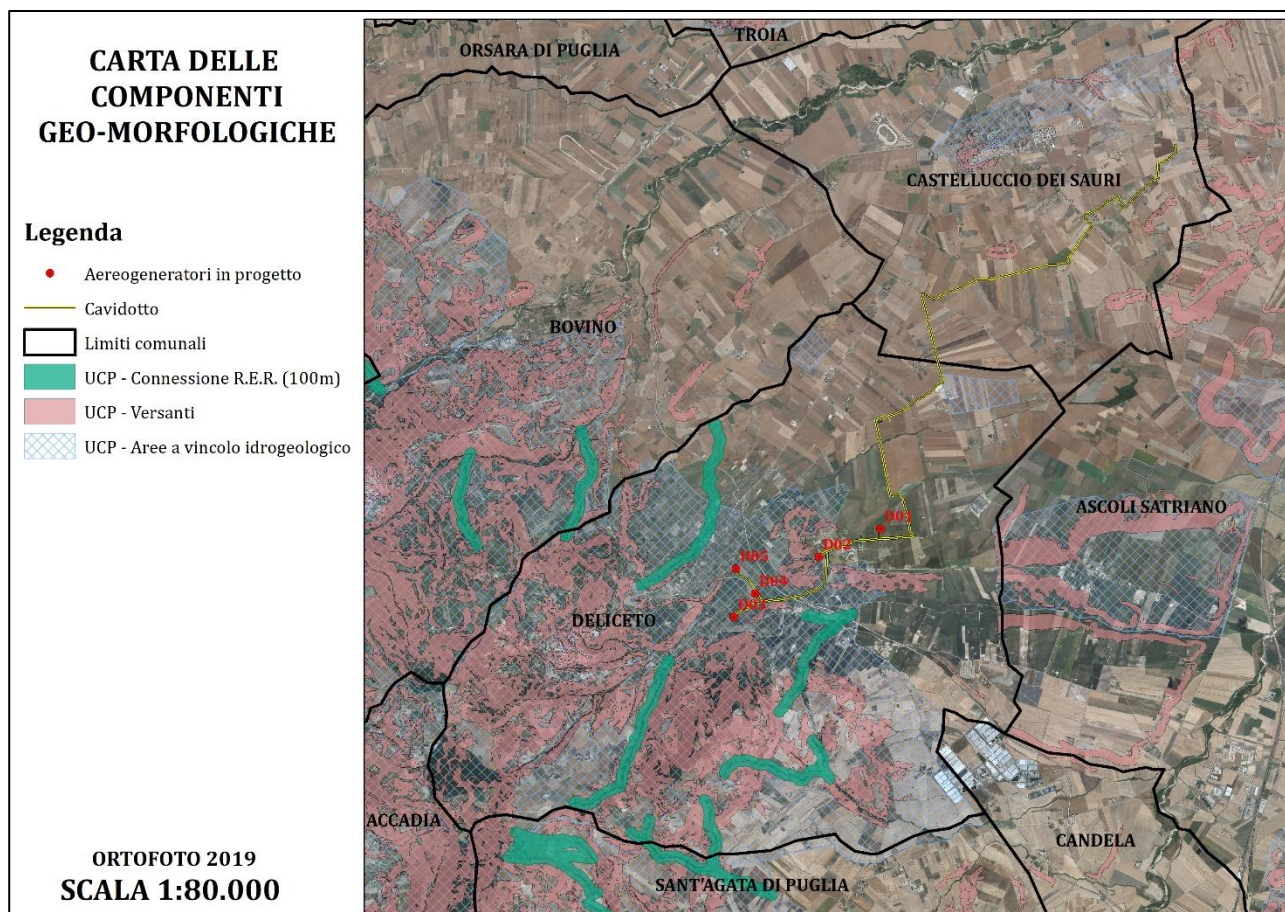 CARTA DELLE
COMPONENTI
GEO-MORFOLOGICHE
Legenda
Aereogeneratori in progetto
Cavidotto
Limiti comunali
UCP - Connessione R.E.R. (100m)
UCP - Versanti
UCP - Aree a vincolo idrogeologico
ORTOFOTO 2019
SCALA 1:80.000
TROIA
ORSARA DI PUGLIA
CASTELLUCCIO DEI SAURI
BOVINO
ASCOLI SATRIANO
D01
D02
D05
D04
D03
DELICETO
ACCADIA
CANDELA
SANT'AGATA DI PUGLIA